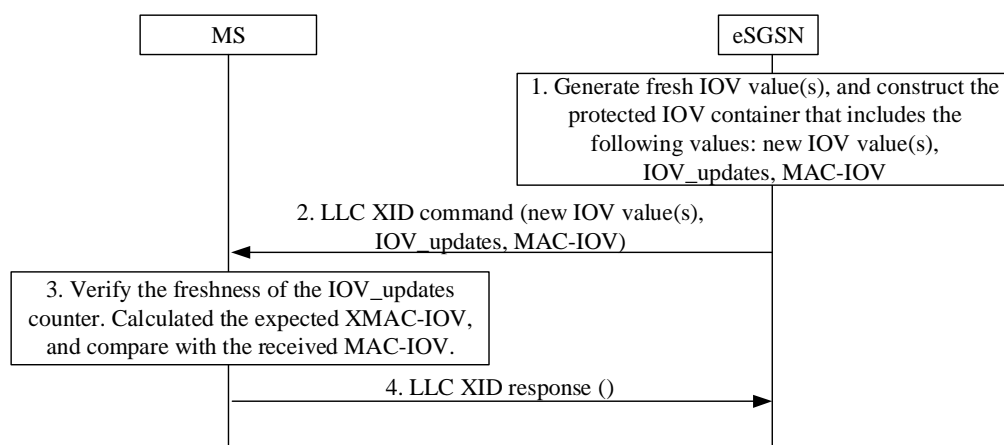 MS
eSGSN
1. Generate fresh IOV value(s), and construct the
protected IOV container that includes the
following values: new IOV value(s),
IOV_updates, MAC-IOV
2. LLC XID command (new IOV value(s),
IOV_updates, MAC-IOV)
3. Verify the freshness of the IOV_updates
counter. Calculated the expected XMAC-IOV,
and compare with the received MAC-IOV.
4. LLC XID response ()